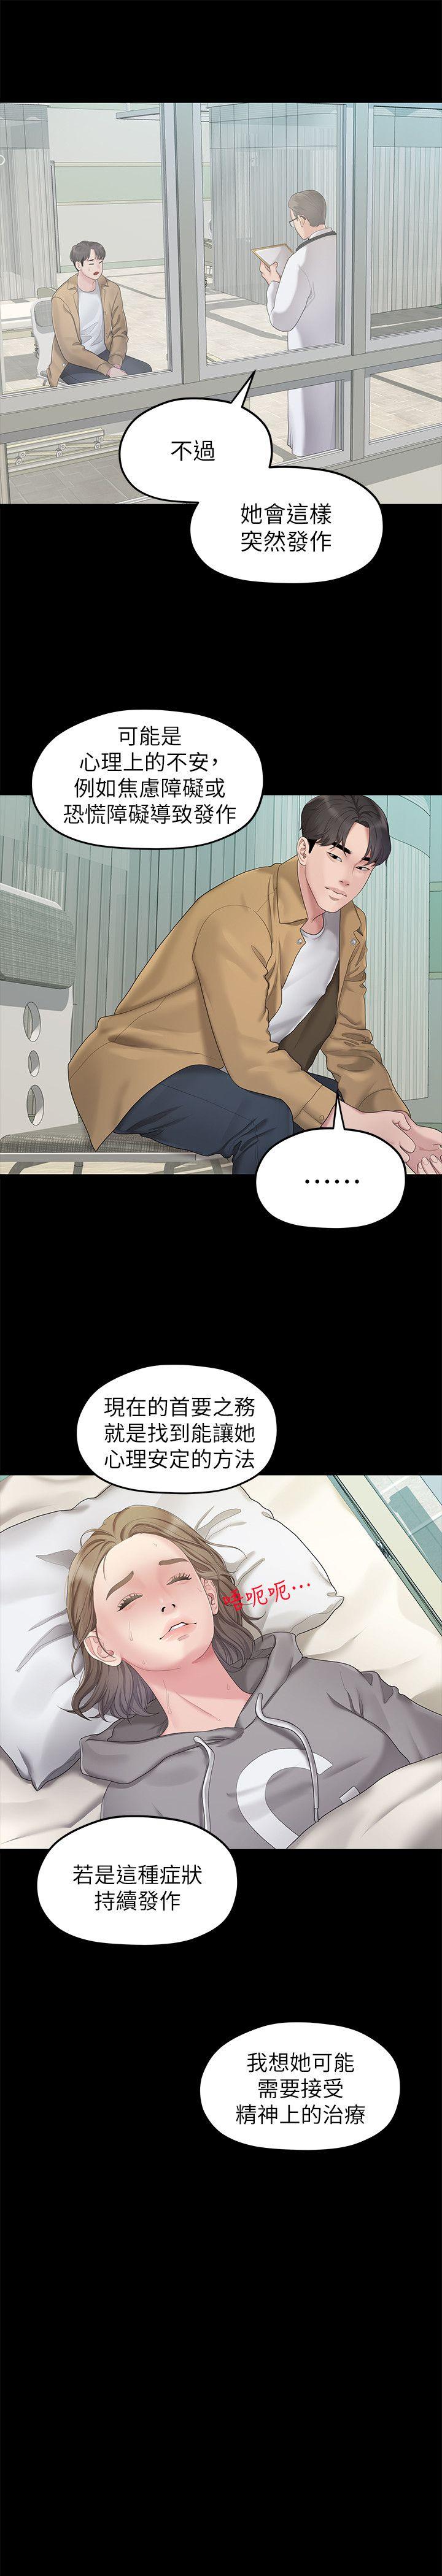 不過
她會這樣
突然發作
可能是
心理上的不安，
例如焦慮障礙或
恐慌障礙導致發作
……
現在的首要之務
就是找到能讓她
心理安定的方法
唔呃呃…
若是這種症狀
持續發作
我想她可能
需要接受
精神上的治療